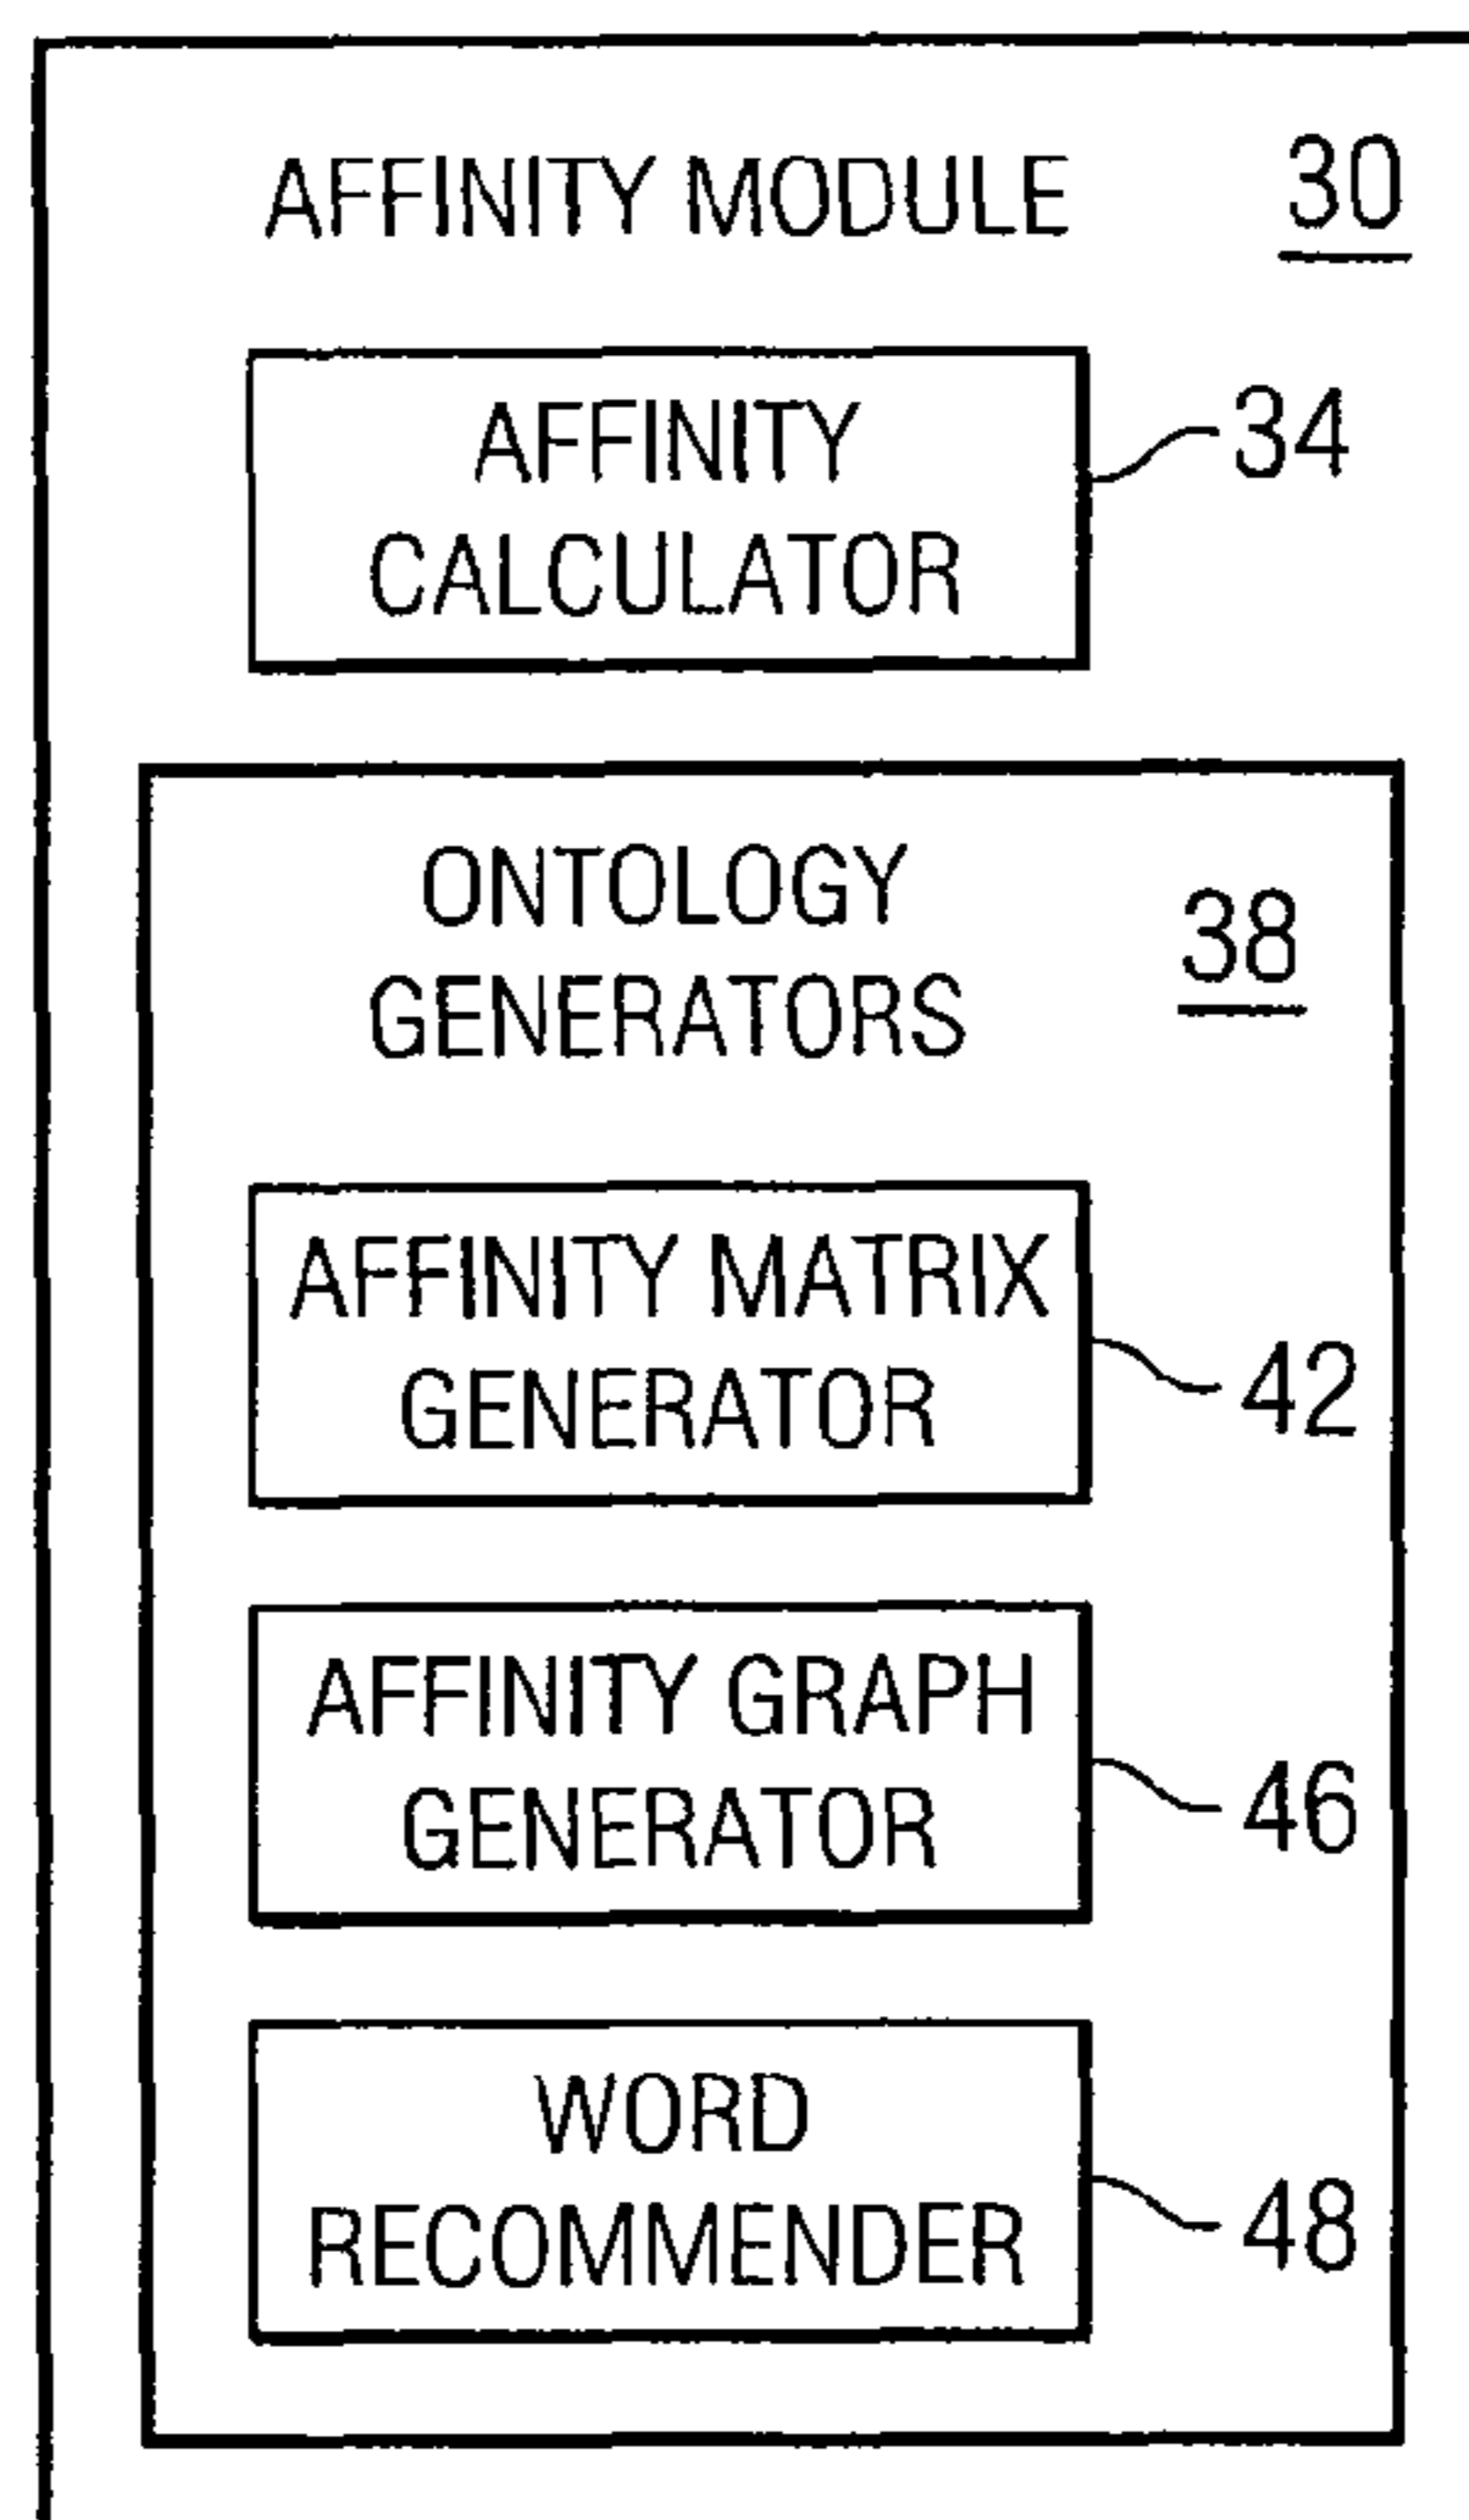 AFFINITY MODULE 30
AFFINITY
CALCULATOR
34
ONTOLOGY
GENERATORS
38
AFFINITY MATRIX
GENERATOR
42
AFFINITY GRAPH
GENERATOR
46
WORD
RECOMMENDER
48